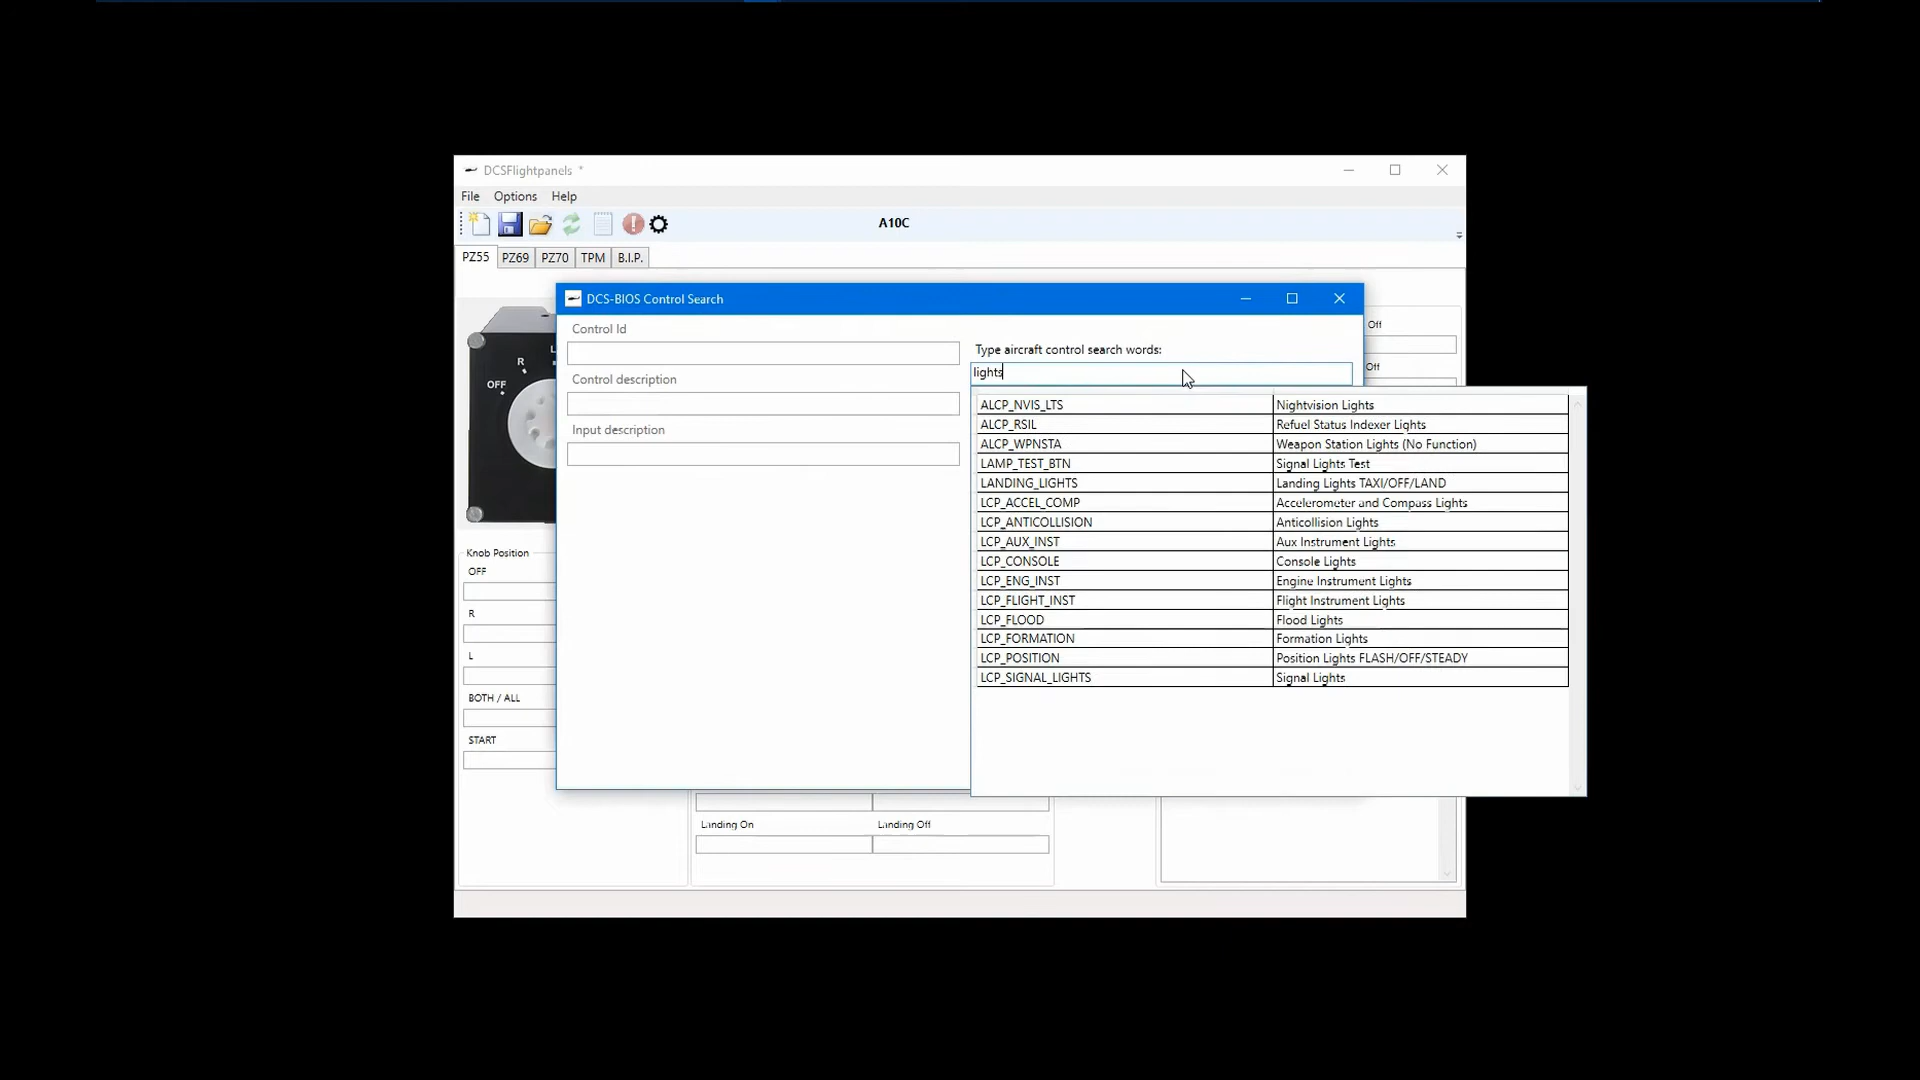 DCSFlightpanels *
File Options Help
A10C
PZ55 PZ69 PZ70 TPM B.I.P.
DCS-BIOS Control Search
Control Id
Type aircraft control search words:
lights
Control description
Input description
ALCP_NVIS_LTS Nightvision Lights
ALCP_RSIL Refuel Status Indexer Lights
ALCP_WPNSTA Weapon Station Lights (No Function)
LAMP_TEST_BTN Signal Lights Test
LANDING_LIGHTS Landing Lights TAXI/OFF/LAND
LCP_ACCEL_COMP Accelerometer and Compass Lights
LCP_ANTICOLLISION Anticollision Lights
LCP_AUX_INST Aux Instrument Lights
LCP_CONSOLE Console Lights
LCP_ENG_INST Engine Instrument Lights
LCP_FLIGHT_INST Flight Instrument Lights
LCP_FLOOD Flood Lights
LCP_FORMATION Formation Lights
LCP_POSITION Position Lights FLASH/OFF/STEADY
LCP_SIGNAL_LIGHTS Signal Lights
Off
Off
R
L
OFF
Knob Position
OFF
R
L
BOTH / ALL
START
Landing On Landing Off